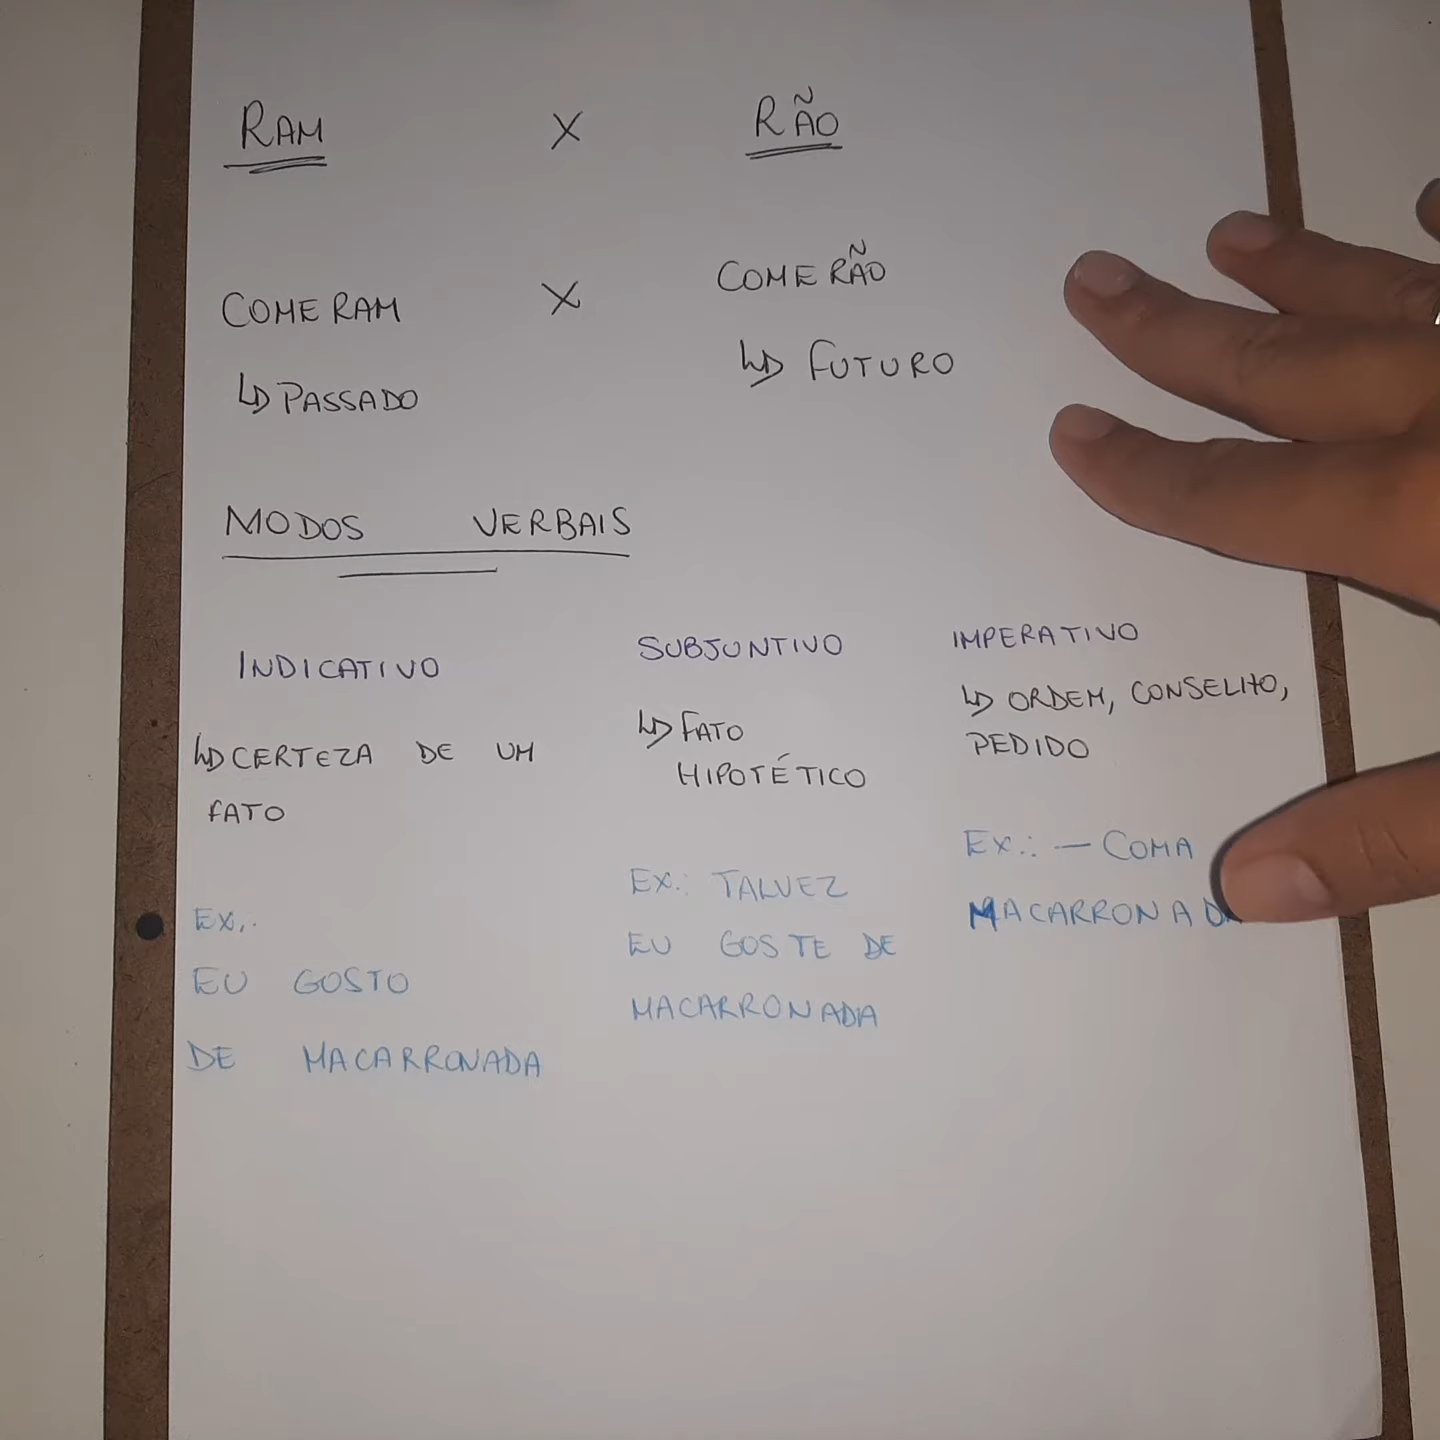 RAM X RÃO
COMERAM X COMERÃO
↳ PASSADO ↳ FUTURO
MODOS VERBAIS
INDICATIVO
↳ CERTEZA DE UM
FATO
EX.:
EU GOSTO
DE MACARRONADA
SUBJUNTIVO
↳ FATO
HIPOTÉTICO
EX.: TALVEZ
EU GOSTE DE
MACARRONADA
IMPERATIVO
↳ ORDEM, CONSELHO,
PEDIDO
EX.: — COMA
MACARRONADA